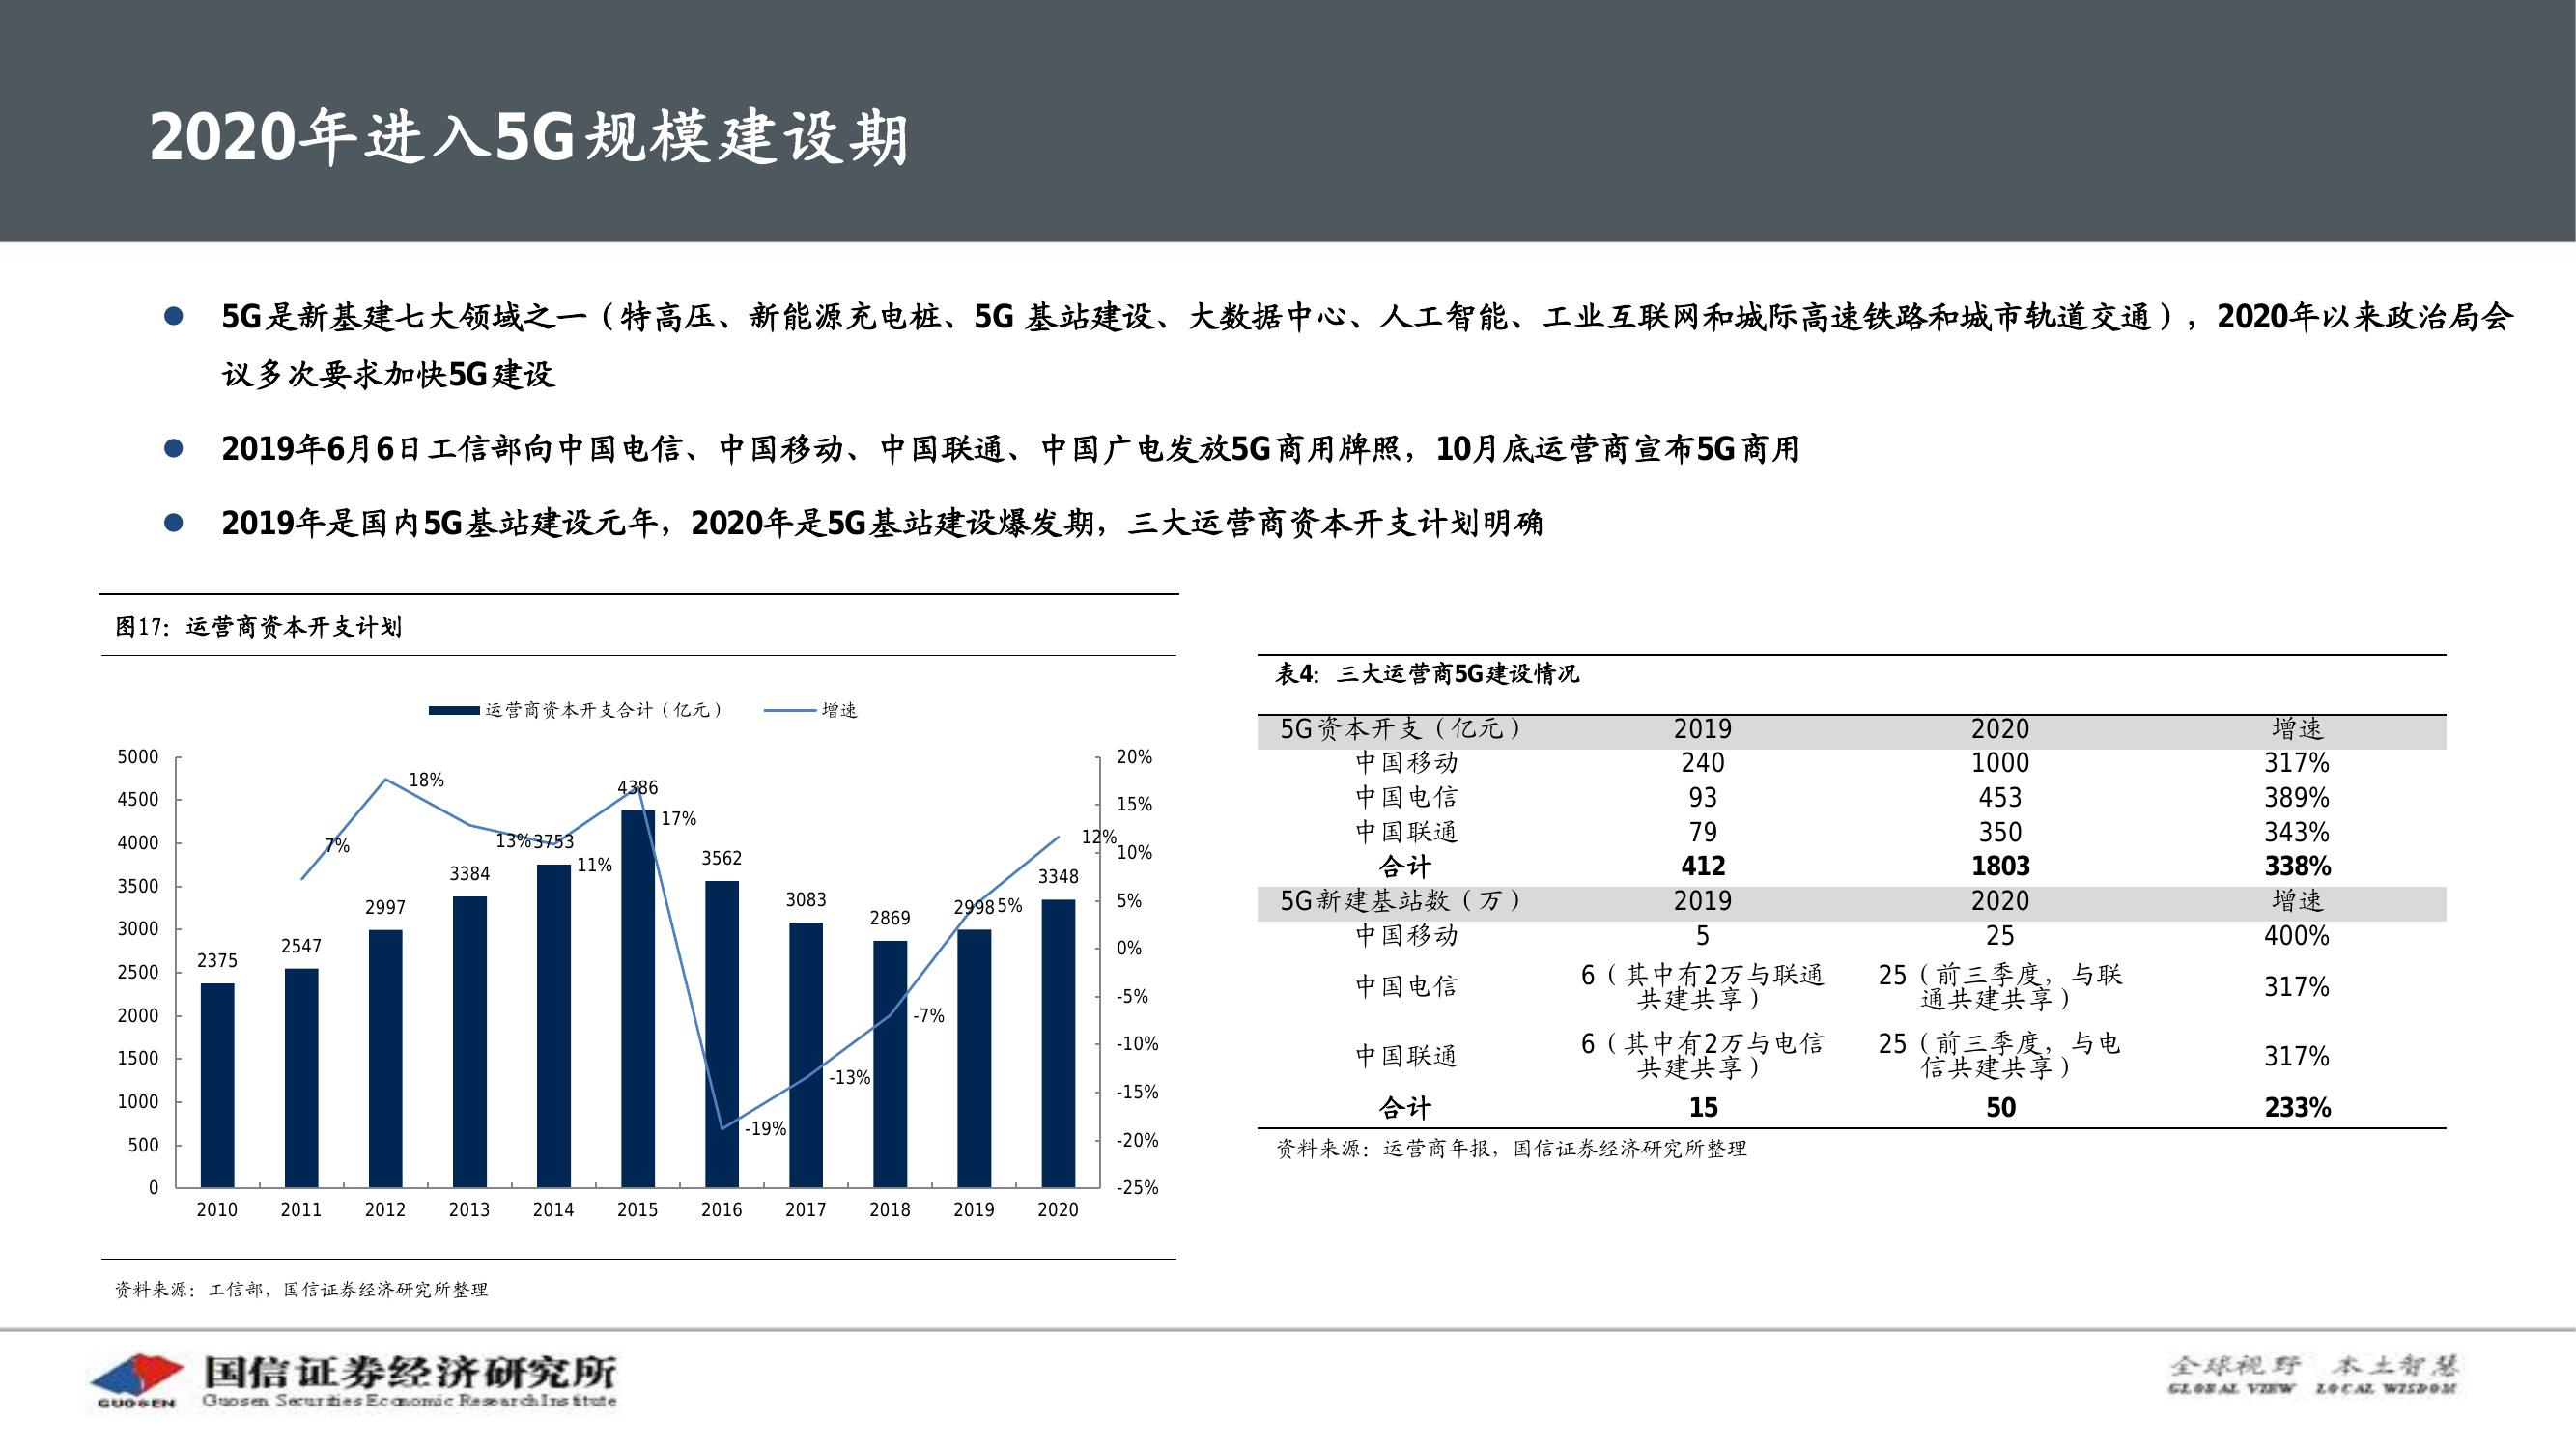 2020年进入5G规模建设期
5G是新基建七大领域之一（特高压、新能源充电桩、5G 基站建设、大数据中心、人工智能、工业互联网和城际高速铁路和城市轨道交通），2020年以来政治局会
议多次要求加快5G建设
2019年6月6日工信部向中国电信、中国移动、中国联通、中国广电发放5G商用牌照，10月底运营商宣布5G商用
2019年是国内5G基站建设元年，2020年是5G基站建设爆发期，三大运营商资本开支计划明确
图17：运营商资本开支计划
运营商资本开支合计（亿元） 增速
5000
4500
4000
3500
3000
2500
2000
1500
1000
500
0
2375
2547
2997
3384
3753
4386
3562
3083
2869
2998
3348
7%
18%
13%
11%
17%
-19%
-13%
-7%
5%
12%
20%
15%
10%
5%
0%
-5%
-10%
-15%
-20%
-25%
2010 2011 2012 2013 2014 2015 2016 2017 2018 2019 2020
资料来源：工信部，国信证券经济研究所整理
表4：三大运营商5G建设情况
5G资本开支（亿元） 2019 2020 增速
中国移动 240 1000 317%
中国电信 93 453 389%
中国联通 79 350 343%
合计 412 1803 338%
5G新建基站数（万） 2019 2020 增速
中国移动 5 25 400%
中国电信 6（其中有2万与联通 25（前三季度，与联 317%
共建共享） 通共建共享）
中国联通 6（其中有2万与电信 25（前三季度，与电 317%
共建共享） 信共建共享）
合计 15 50 233%
资料来源：运营商年报，国信证券经济研究所整理
GUOSEN
国信证券经济研究所
Guosen Securities Economic Research Institute
全球视野 本土智慧
GLOBAL VIEW LOCAL WISDOM